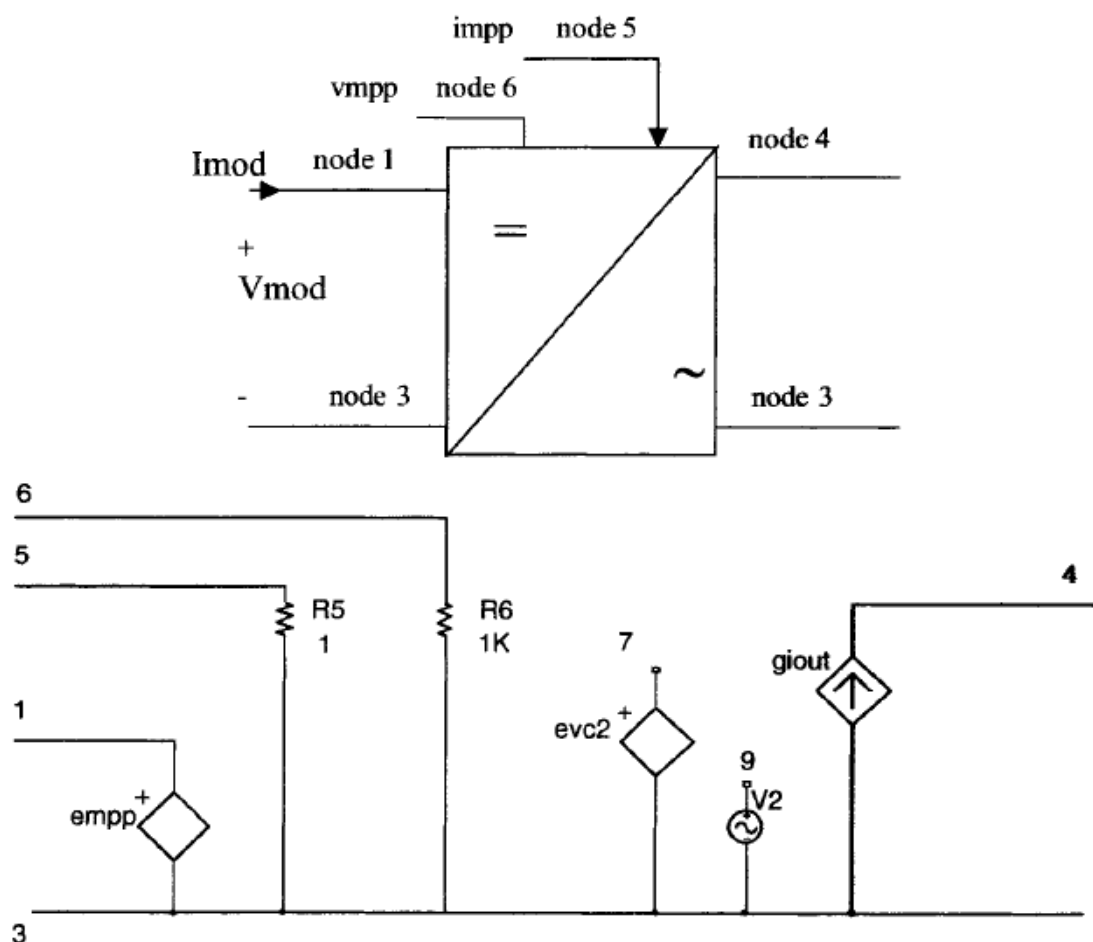 impp node 5
vmpp node 6
node 4
Imod node 1
=
+
Vmod
~
- node 3
node 3
6
5
4
R5
1
R6
1K
7
giout
1
+
evc2
9
V2
+
empp
3